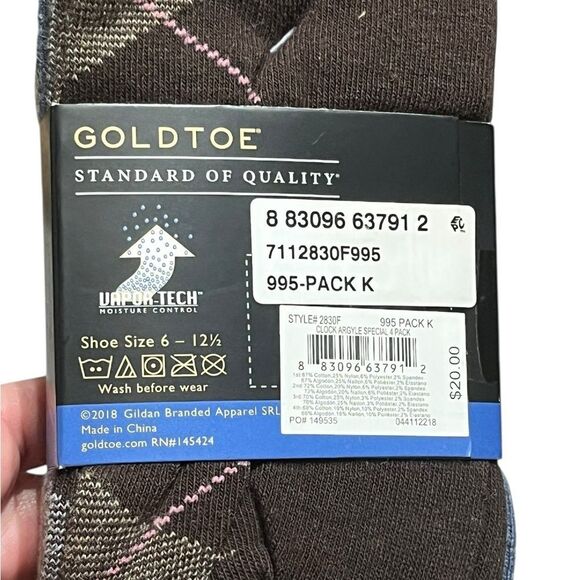 GOLDTOE®
STANDARD OF QUALITY®
VAPOR-TECH™
MOISTURE CONTROL
Shoe Size 6 – 12½
Wash before wear
©2018 Gildan Branded Apparel SRL
Made in China
goldtoe.com RN#145424
8 83096 63791 2
7112830F995
995-PACK K
STYLE# 2830F 995 PACK K
CLOCK ARGYLE SPECIAL 4 PACK
8 83096 63791 2
$20.00
PO# 149535 044112218